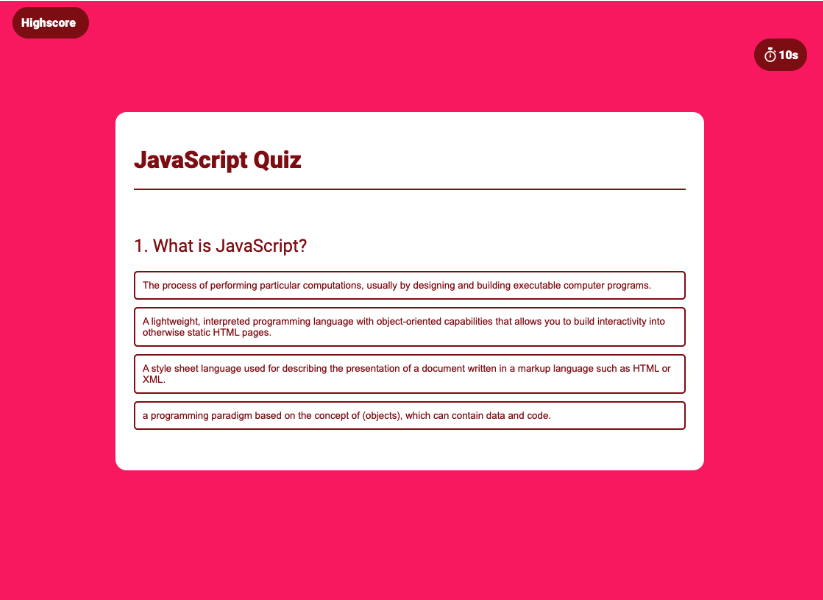 Highscore
10s
JavaScript Quiz
1. What is JavaScript?
The process of performing particular computations, usually by designing and building executable computer programs.
A lightweight, interpreted programming language with object-oriented capabilities that allows you to build interactivity into
otherwise static HTML pages.
A style sheet language used for describing the presentation of a document written in a markup language such as HTML or
XML.
a programming paradigm based on the concept of (objects), which can contain data and code.